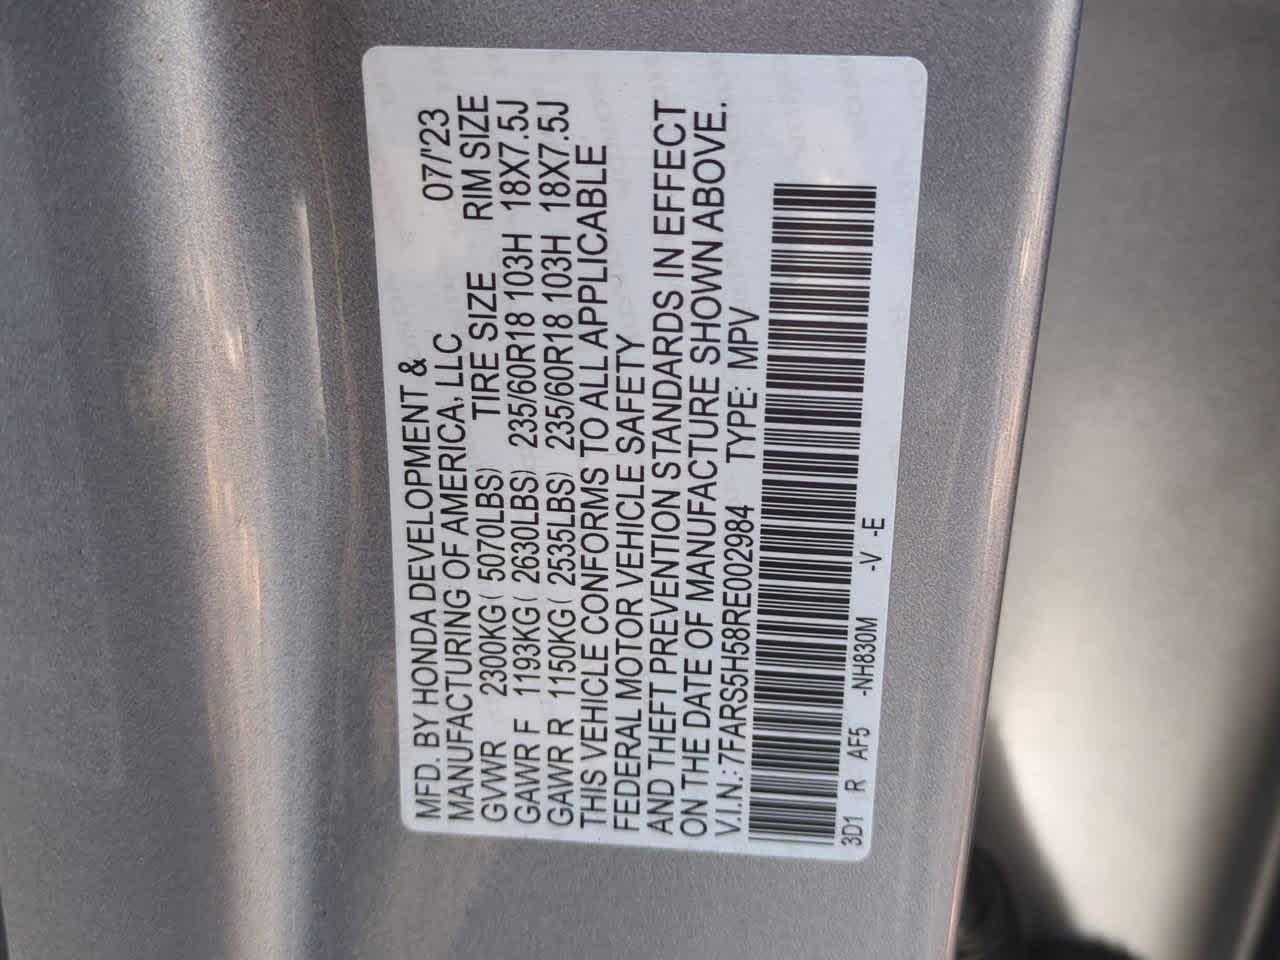 MFD. BY HONDA DEVELOPMENT & 07/'23
MANUFACTURING OF AMERICA, LLC
TIRE SIZE RIM SIZE
GVWR 2300KG( 5070LBS)
GAWR F 1193KG( 2630LBS) 235/60R18 103H 18X7.5J
GAWR R 1150KG( 2535LBS) 235/60R18 103H 18X7.5J
THIS VEHICLE CONFORMS TO ALL APPLICABLE
FEDERAL MOTOR VEHICLE SAFETY
AND THEFT PREVENTION STANDARDS IN EFFECT
ON THE DATE OF MANUFACTURE SHOWN ABOVE.
V.I.N.: 7FARS5H58RE002984 TYPE: MPV
3D1 R AF5 -NH830M -V -E